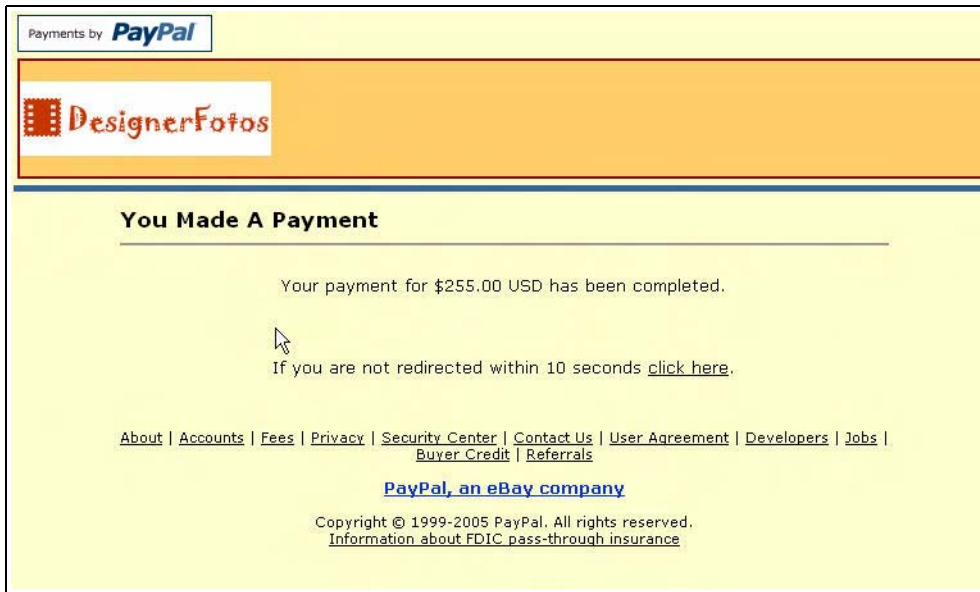 Payments by PayPal
DesignerFotos
You Made A Payment
Your payment for $255.00 USD has been completed.
If you are not redirected within 10 seconds click here.
About | Accounts | Fees | Privacy | Security Center | Contact Us | User Agreement | Developers | Jobs |
Buyer Credit | Referrals
PayPal, an eBay company
Copyright © 1999-2005 PayPal. All rights reserved.
Information about FDIC pass-through insurance